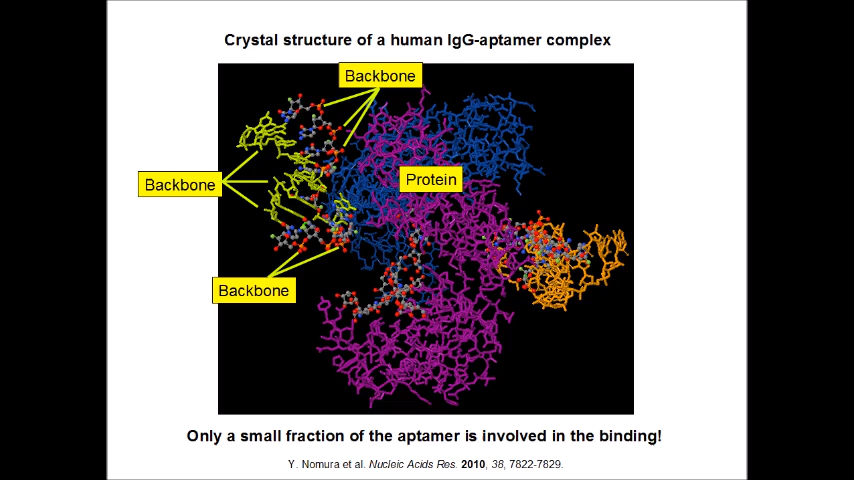 Crystal structure of a human IgG-aptamer complex
Backbone
Protein
Backbone
Backbone
Only a small fraction of the aptamer is involved in the binding!
Y. Nomura et al. Nucleic Acids Res. 2010, 38, 7822-7829.